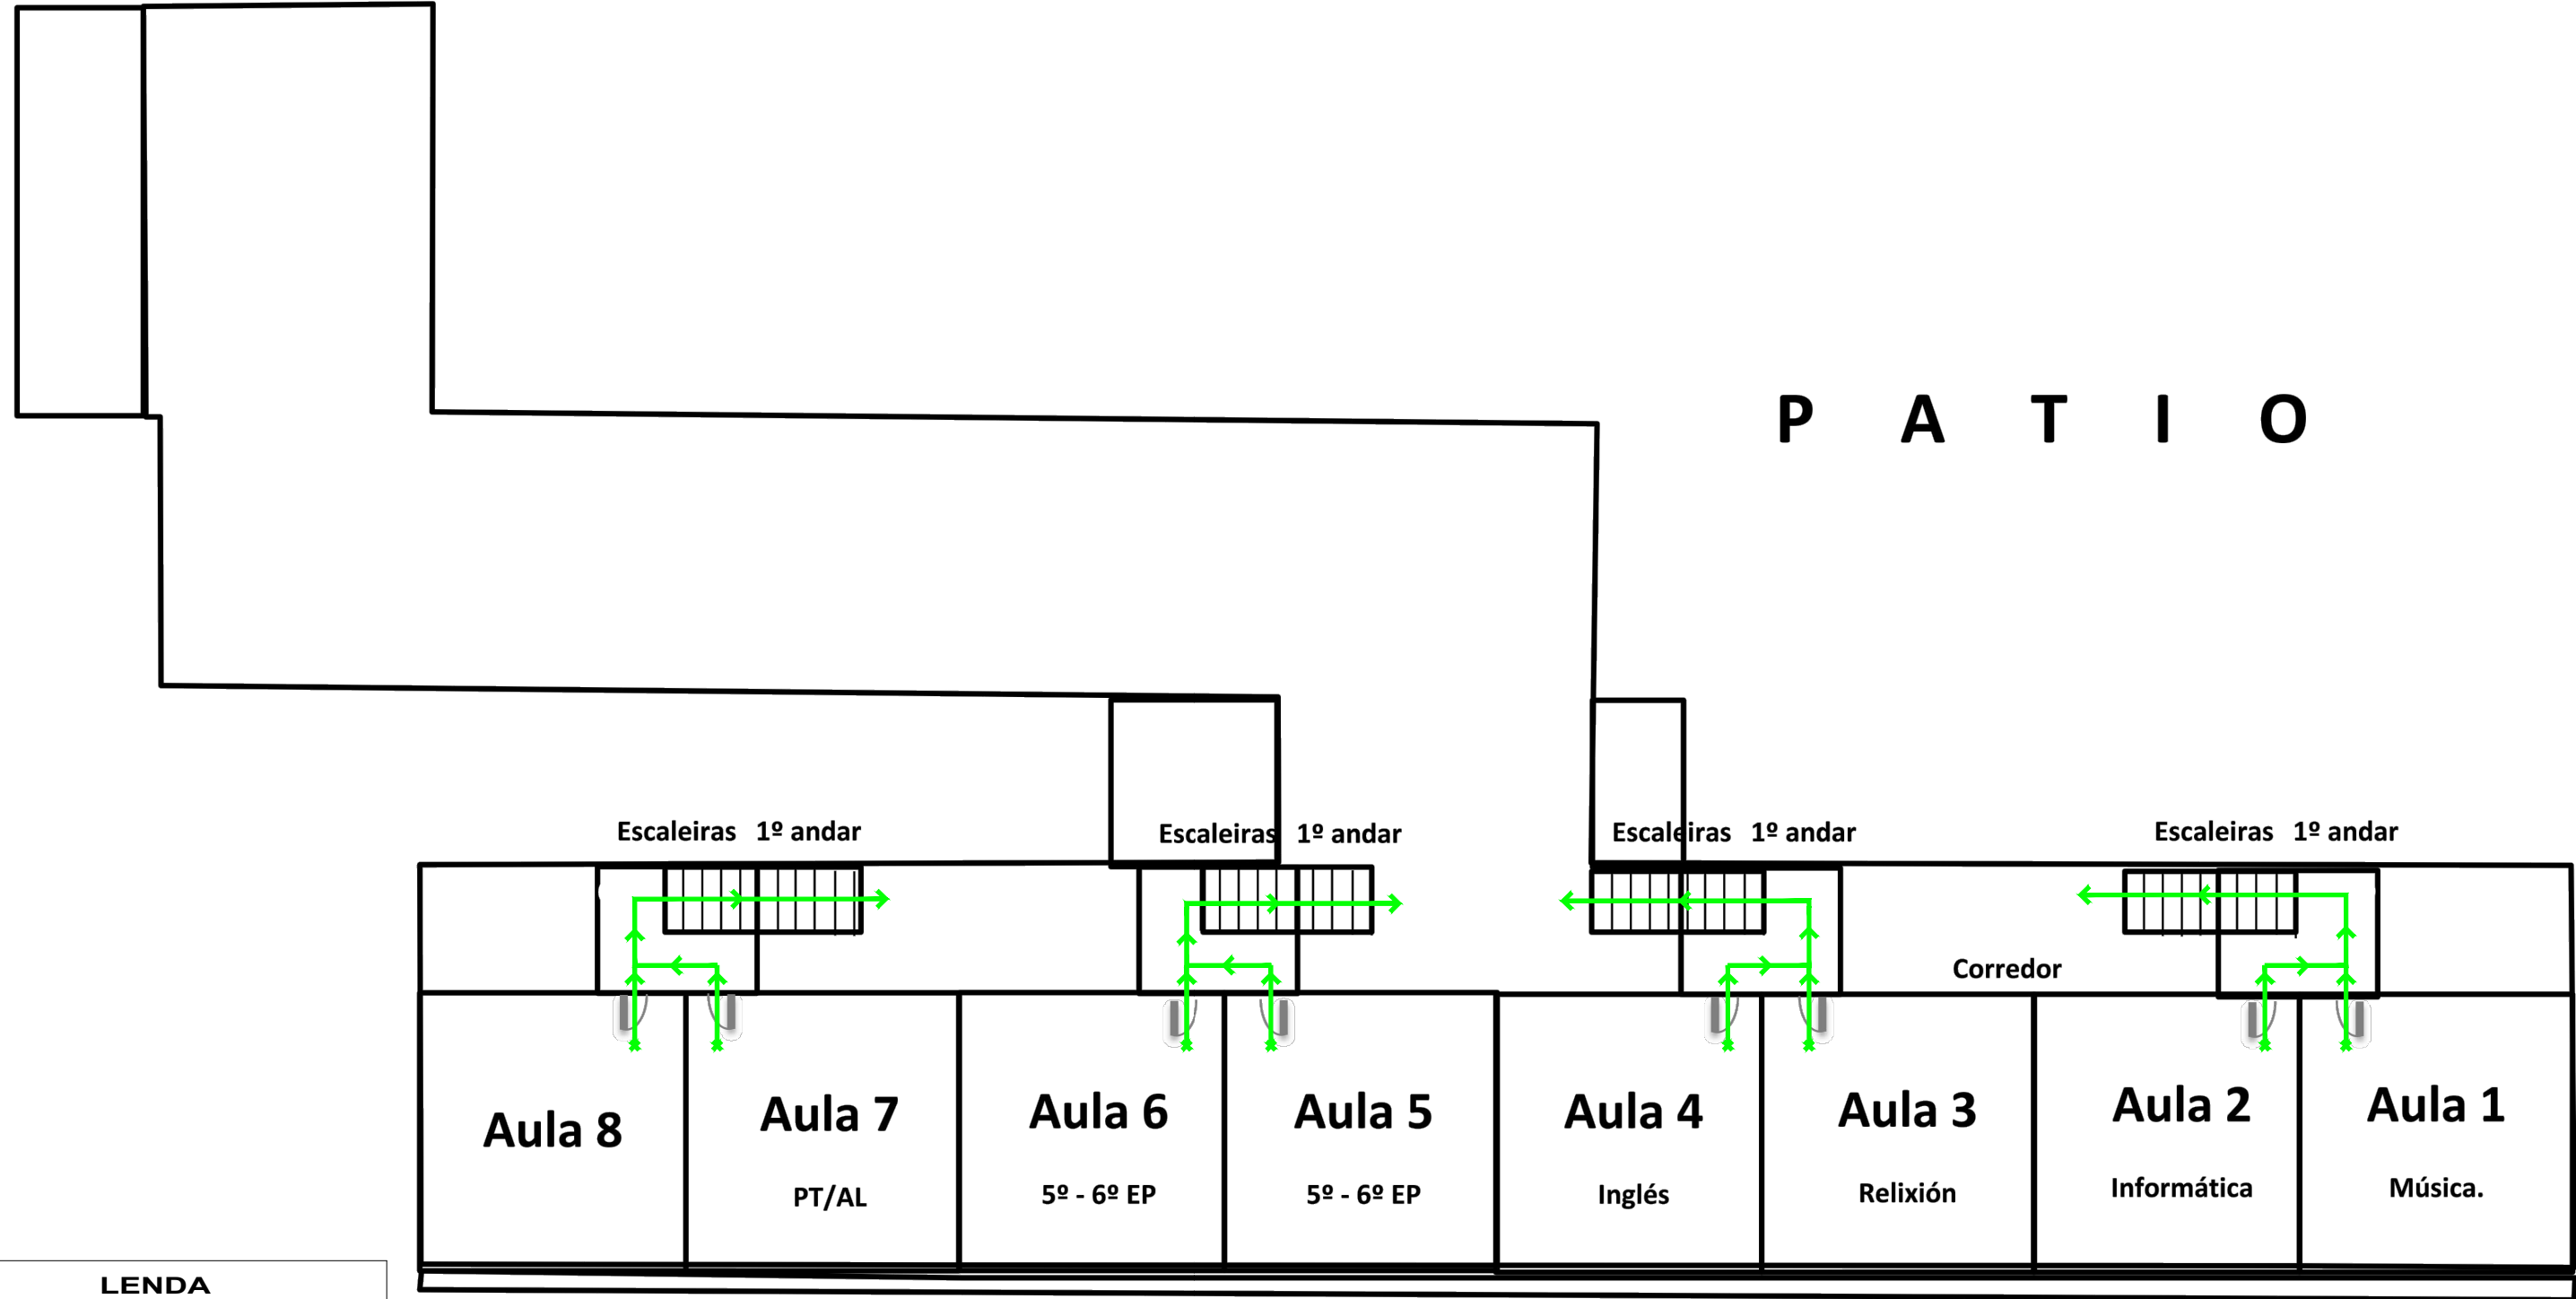 P A T I O
Escaleiras 1º andar
Escaleiras 1º andar
Escaleiras 1º andar
Escaleiras 1º andar
Corredor
Aula 8
Aula 7
PT/AL
Aula 6
5º - 6º EP
Aula 5
5º - 6º EP
Aula 4
Inglés
Aula 3
Relixión
Aula 2
Informática
Aula 1
Música.
LENDA